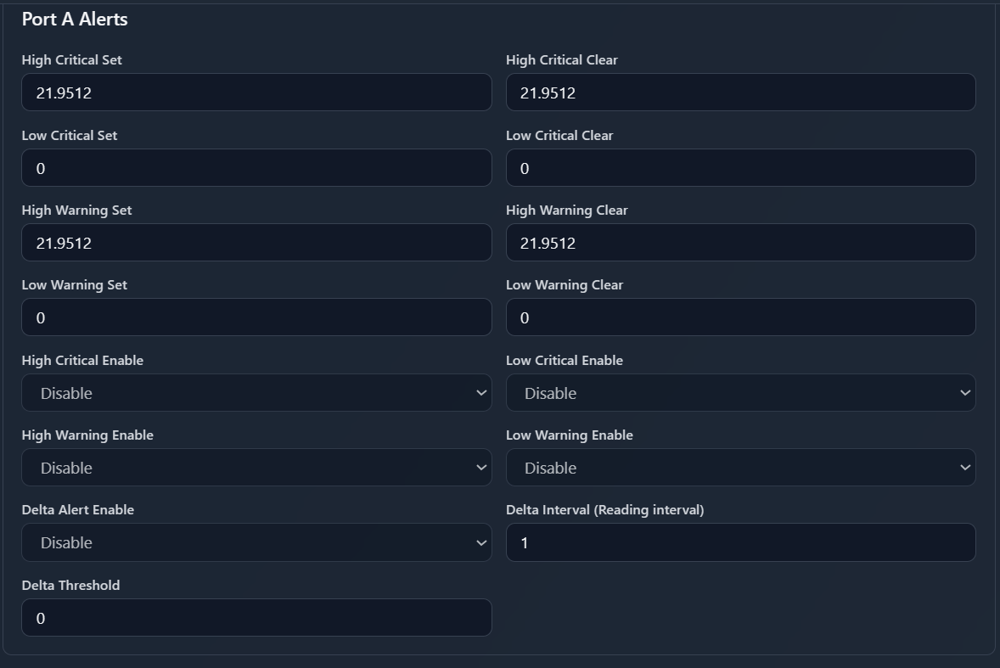 Port A Alerts
High Critical Set
High Critical Clear
21.9512
21.9512
Low Critical Set
Low Critical Clear
0
0
High Warning Set
High Warning Clear
21.9512
21.9512
Low Warning Set
Low Warning Clear
0
0
High Critical Enable
Low Critical Enable
Disable
Disable
High Warning Enable
Low Warning Enable
Disable
Disable
Delta Alert Enable
Delta Interval (Reading interval)
Disable
1
Delta Threshold
0